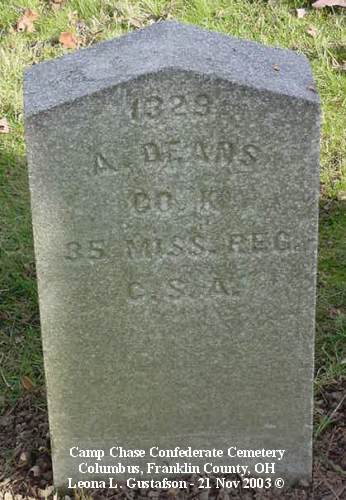 1329
A. DEANS
CO. K
35 MISS. REG.
C. S. A.
Camp Chase Confederate Cemetery
Columbus, Franklin County, OH
Leona L. Gustafson - 21 Nov 2003 ©